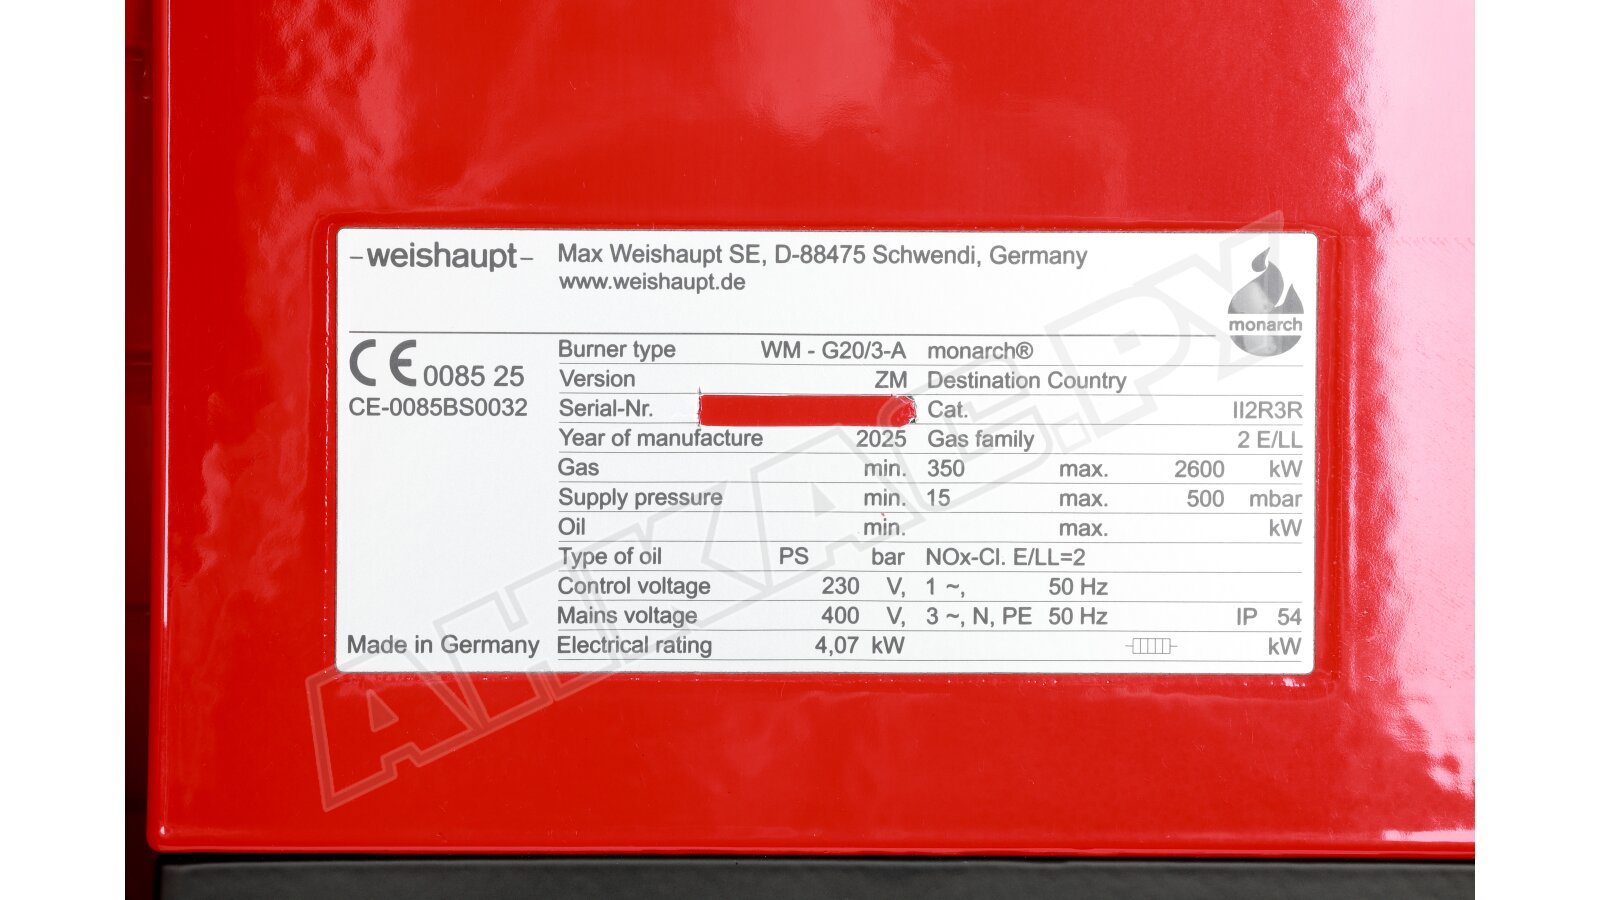 -weishaupt- Max Weishaupt SE, D-88475 Schwendi, Germany
www.weishaupt.de
monarch
CE 0085 25
CE-0085BS0032
Burner type WM - G20/3-A monarch®
Version ZM Destination Country
Serial-Nr. Cat. II2R3R
Year of manufacture 2025 Gas family 2 E/LL
Gas min. 350 max. 2600 kW
Supply pressure min. 15 max. 500 mbar
Oil min. max. kW
Type of oil PS bar NOx-Cl. E/LL=2
Control voltage 230 V, 1 ~, 50 Hz
Mains voltage 400 V, 3 ~, N, PE 50 Hz IP 54
Made in Germany Electrical rating 4,07 kW kW
АНКАС.РУ